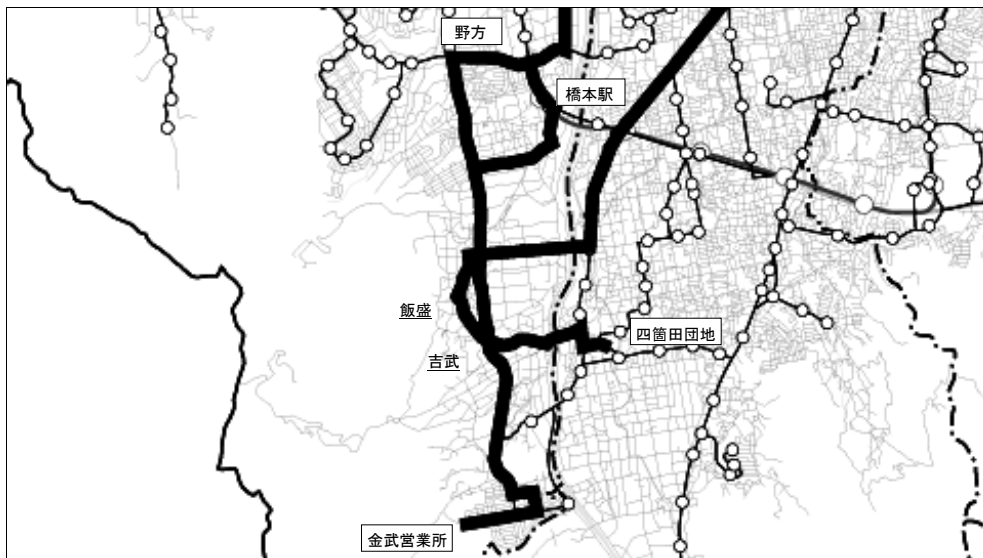 野方
橋本駅
飯盛
四箇田団地
吉武
金武営業所